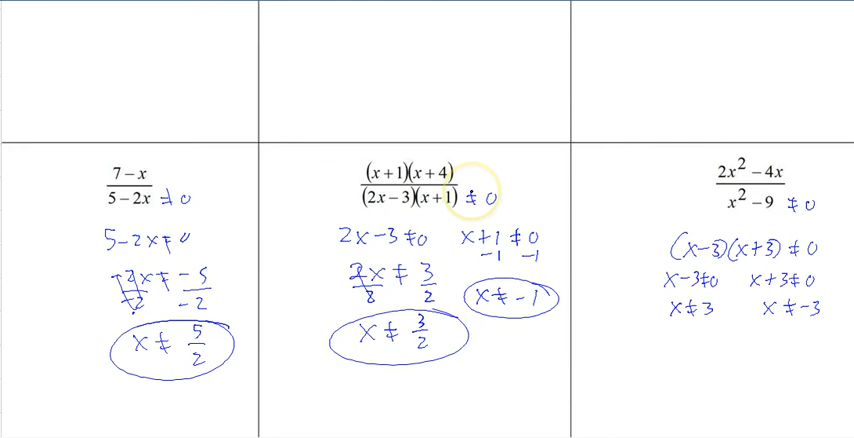 (7 − x)/(5 − 2x) ≠ 0
5 − 2x ≠ 0
−2x/−2 ≠ −5/−2
x ≠ 5/2
(x + 1)(x + 4)/(2x − 3)(x + 1) ≠ 0
2x − 3 ≠ 0 x + 1 ≠ 0
−1 −1
2x/2 ≠ 3/2 x ≠ −1
x ≠ 3/2
(2x² − 4x)/(x² − 9) ≠ 0
(x − 3)(x + 3) ≠ 0
x − 3 ≠ 0 x + 3 ≠ 0
x ≠ 3 x ≠ −3